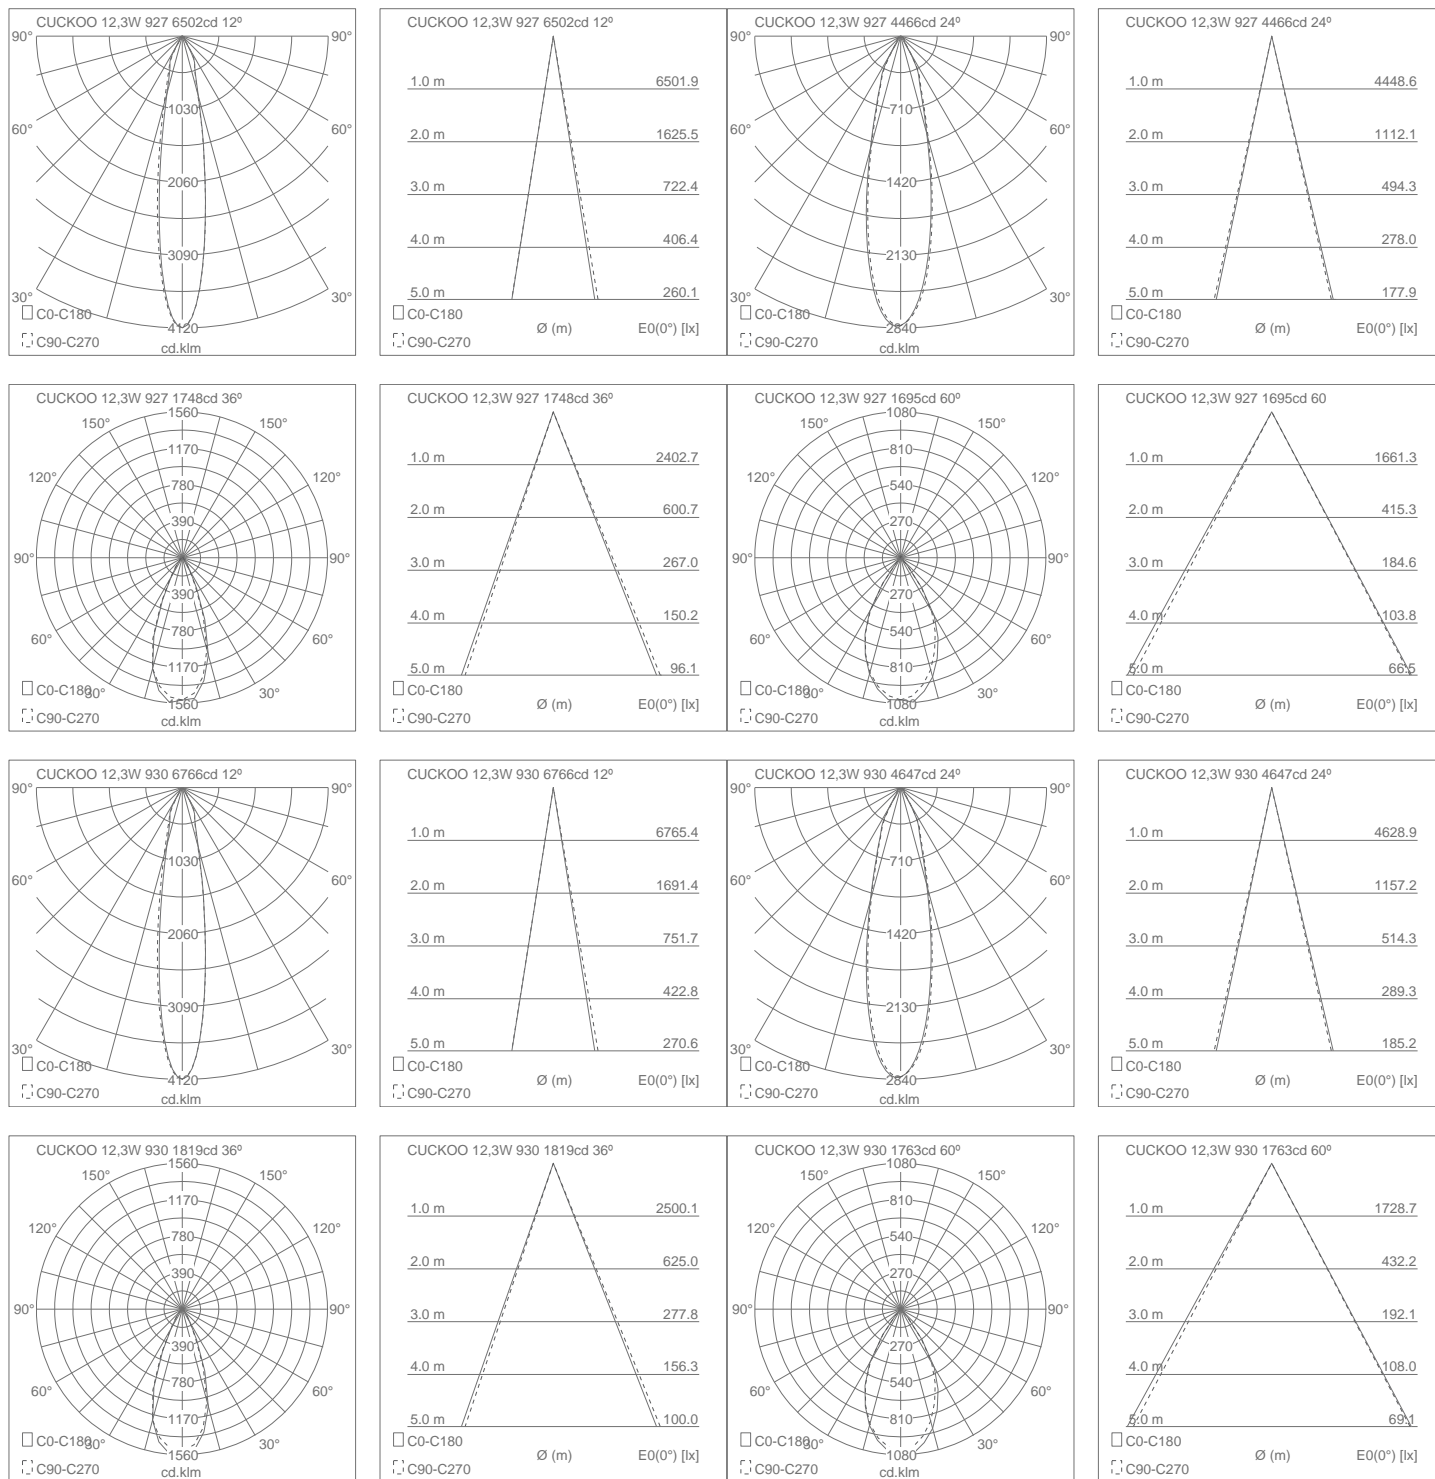 CUCKOO 12,3W 927 6502cd 12º
90° 90°
1030
60° 60°
2060
3090
30° 30°
C0-C180
4120
C90-C270
cd.klm
CUCKOO 12,3W 927 6502cd 12º
1.0 m 6501.9
2.0 m 1625.5
3.0 m 722.4
4.0 m 406.4
5.0 m 260.1
C0-C180
Ø (m) E0(0°) [lx]
C90-C270
CUCKOO 12,3W 927 4466cd 24º
90° 90°
710
60° 60°
1420
2130
30° 30°
C0-C180
2840
C90-C270
cd.klm
CUCKOO 12,3W 927 4466cd 24º
1.0 m 4448.6
2.0 m 1112.1
3.0 m 494.3
4.0 m 278.0
5.0 m 177.9
C0-C180
Ø (m) E0(0°) [lx]
C90-C270
CUCKOO 12,3W 927 1748cd 36º
1560
150° 150°
1170
120° 120°
780
390
90° 90°
390
780
60° 60°
1170
C0-C180 30° 30°
1560
C90-C270
cd.klm
CUCKOO 12,3W 927 1748cd 36º
1.0 m 2402.7
2.0 m 600.7
3.0 m 267.0
4.0 m 150.2
5.0 m 96.1
C0-C180
Ø (m) E0(0°) [lx]
C90-C270
CUCKOO 12,3W 927 1695cd 60º
1080
150° 150°
810
120° 120°
540
270
90° 90°
270
540
60° 60°
810
C0-C180 30° 30°
1080
C90-C270
cd.klm
CUCKOO 12,3W 927 1695cd 60
1.0 m 1661.3
2.0 m 415.3
3.0 m 184.6
4.0 m 103.8
5.0 m 66.5
C0-C180
Ø (m) E0(0°) [lx]
C90-C270
CUCKOO 12,3W 930 6766cd 12º
90° 90°
1030
60° 60°
2060
3090
30° 30°
C0-C180
4120
C90-C270
cd.klm
CUCKOO 12,3W 930 6766cd 12º
1.0 m 6765.4
2.0 m 1691.4
3.0 m 751.7
4.0 m 422.8
5.0 m 270.6
C0-C180
Ø (m) E0(0°) [lx]
C90-C270
CUCKOO 12,3W 930 4647cd 24º
90° 90°
710
60° 60°
1420
2130
30° 30°
C0-C180
2840
C90-C270
cd.klm
CUCKOO 12,3W 930 4647cd 24º
1.0 m 4628.9
2.0 m 1157.2
3.0 m 514.3
4.0 m 289.3
5.0 m 185.2
C0-C180
Ø (m) E0(0°) [lx]
C90-C270
CUCKOO 12,3W 930 1819cd 36º
1560
150° 150°
1170
120° 120°
780
390
90° 90°
390
780
60° 60°
1170
C0-C180 30° 30°
1560
C90-C270
cd.klm
CUCKOO 12,3W 930 1819cd 36º
1.0 m 2500.1
2.0 m 625.0
3.0 m 277.8
4.0 m 156.3
5.0 m 100.0
C0-C180
Ø (m) E0(0°) [lx]
C90-C270
CUCKOO 12,3W 930 1763cd 60º
1080
150° 150°
810
120° 120°
540
270
90° 90°
270
540
60° 60°
810
C0-C180 30° 30°
1080
C90-C270
cd.klm
CUCKOO 12,3W 930 1763cd 60º
1.0 m 1728.7
2.0 m 432.2
3.0 m 192.1
4.0 m 108.0
5.0 m 69.1
C0-C180
Ø (m) E0(0°) [lx]
C90-C270